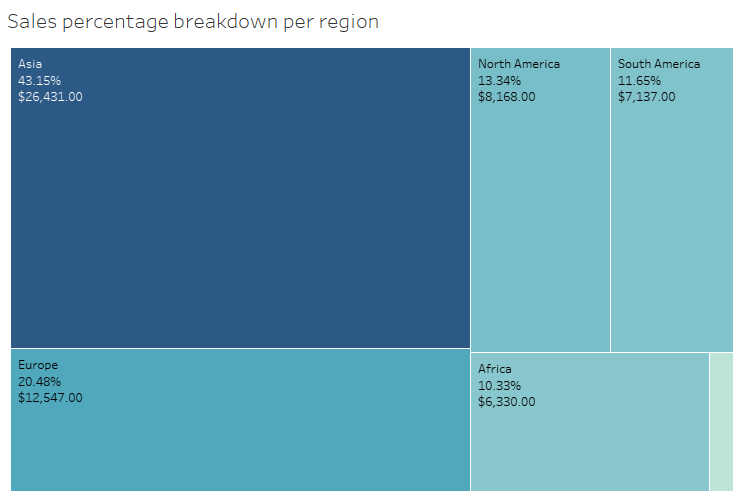 Sales percentage breakdown per region
Asia
43.15%
$26,431.00
North America
13.34%
$8,168.00
South America
11.65%
$7,137.00
Europe
20.48%
$12,547.00
Africa
10.33%
$6,330.00